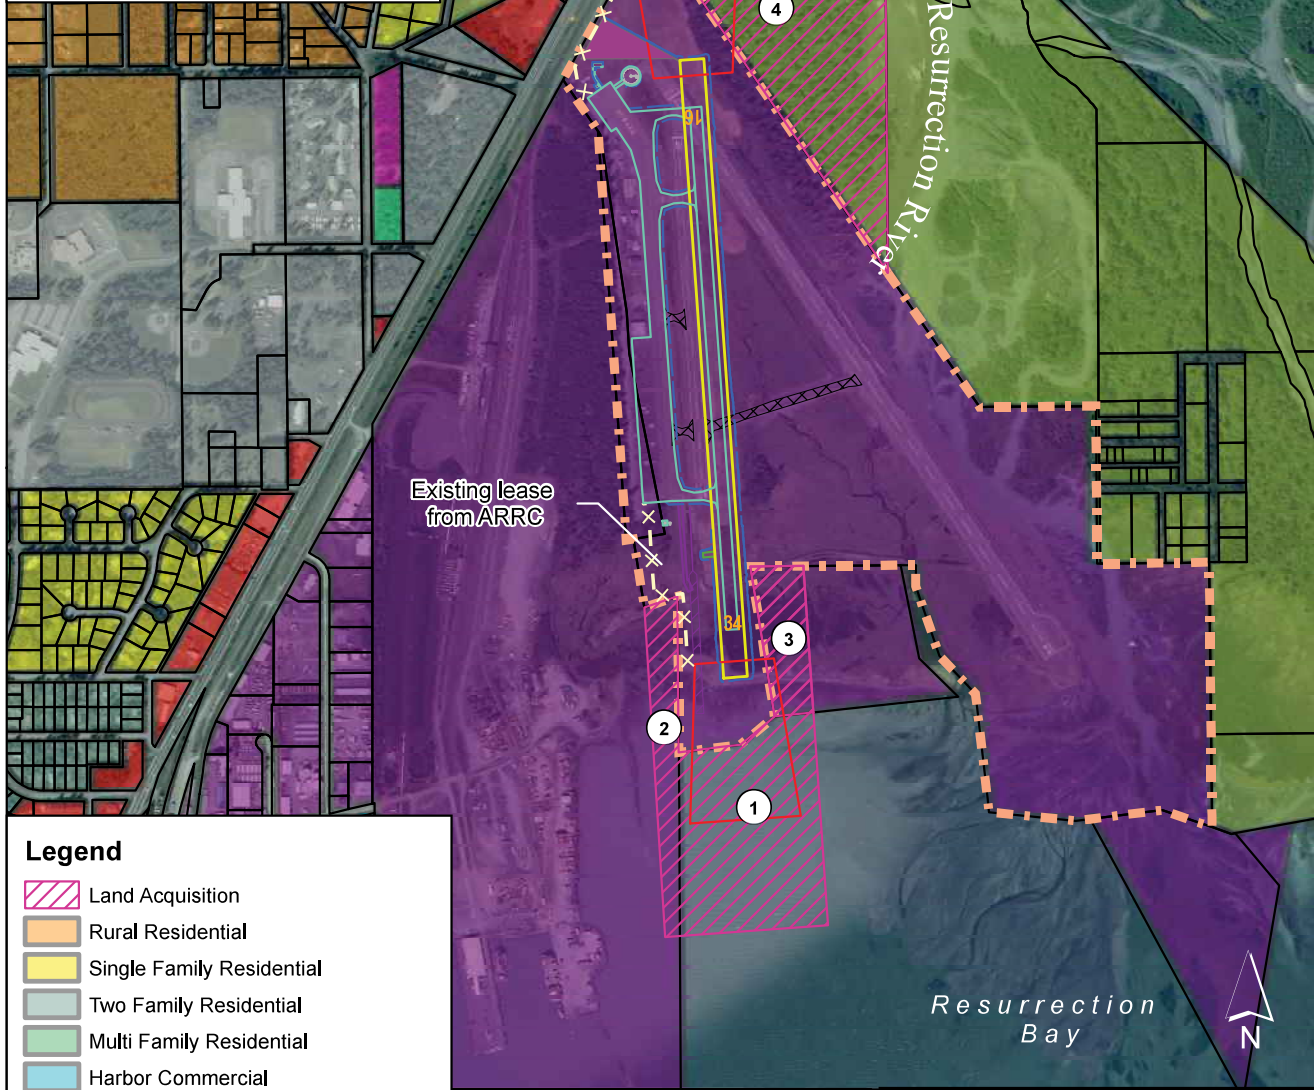 4
Resurrection River
16
Existing lease
from ARRC
34
3
2
1
Legend
Land Acquisition
Rural Residential
Single Family Residential
Two Family Residential
Multi Family Residential
Harbor Commercial
Resurrection
Bay
N